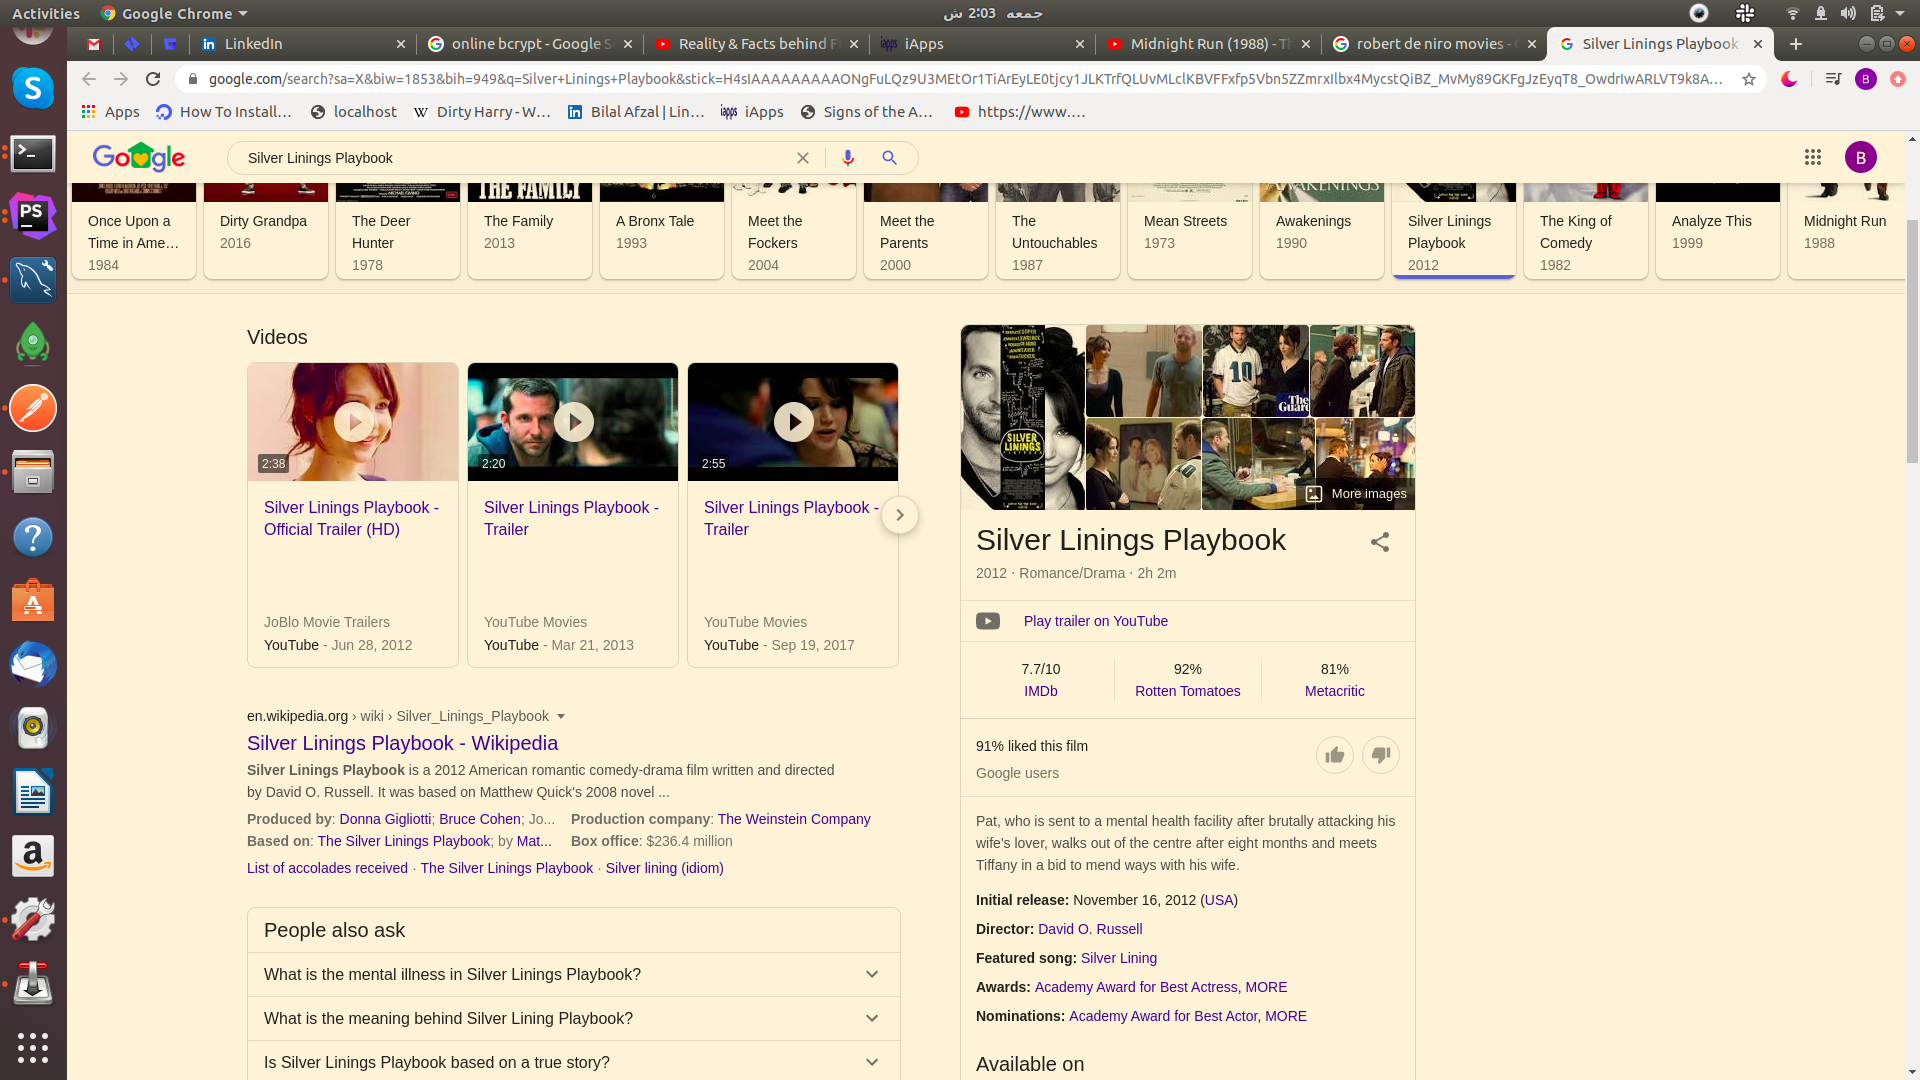 Activities
Google Chrome
جمعه 2:03 ش
LinkedIn
online bcrypt - Google S
Reality & Facts behind F
iApps
Midnight Run (1988) - Th
robert de niro movies - G
Silver Linings Playbook
google.com/search?sa=X&biw=1853&bih=949&q=Silver+Linings+Playbook&stick=H4sIAAAAAAAAAONgFuLQz9U3MEtOr1TiArEyLE0tjcy1JLKTrfQLUvMLclKBVFFxfp5Vbn5ZZmrxIlbx4MycstQiBZ_MvMy89GKFgJzEyqT8_OwdrIwARLVT9k8A...
B
Apps
How To Install...
localhost
W Dirty Harry - W...
Bilal Afzal | Lin...
iapps iApps
Signs of the A...
https://www....
Google
Silver Linings Playbook
B
THE FAMILY
AWAKENINGS
Once Upon a Time in Ame...
1984
Dirty Grandpa
2016
The Deer Hunter
1978
The Family
2013
A Bronx Tale
1993
Meet the Fockers
2004
Meet the Parents
2000
The Untouchables
1987
Mean Streets
1973
Awakenings
1990
Silver Linings Playbook
2012
The King of Comedy
1982
Analyze This
1999
Midnight Run
1988
Videos
2:38
2:20
2:55
Silver Linings Playbook - Official Trailer (HD)
JoBlo Movie Trailers
YouTube - Jun 28, 2012
Silver Linings Playbook - Trailer
YouTube Movies
YouTube - Mar 21, 2013
Silver Linings Playbook - Trailer
YouTube Movies
YouTube - Sep 19, 2017
en.wikipedia.org › wiki › Silver_Linings_Playbook
Silver Linings Playbook - Wikipedia
Silver Linings Playbook is a 2012 American romantic comedy-drama film written and directed
by David O. Russell. It was based on Matthew Quick's 2008 novel ...
Produced by: Donna Gigliotti; Bruce Cohen; Jo...
Production company: The Weinstein Company
Based on: The Silver Linings Playbook; by Mat...
Box office: $236.4 million
List of accolades received · The Silver Linings Playbook · Silver lining (idiom)
People also ask
What is the mental illness in Silver Linings Playbook?
What is the meaning behind Silver Lining Playbook?
Is Silver Linings Playbook based on a true story?
SILVER LININGS
10
The Guar
More images
Silver Linings Playbook
2012 · Romance/Drama · 2h 2m
Play trailer on YouTube
7.7/10
IMDb
92%
Rotten Tomatoes
81%
Metacritic
91% liked this film
Google users
Pat, who is sent to a mental health facility after brutally attacking his
wife's lover, walks out of the centre after eight months and meets
Tiffany in a bid to mend ways with his wife.
Initial release: November 16, 2012 (USA)
Director: David O. Russell
Featured song: Silver Lining
Awards: Academy Award for Best Actress, MORE
Nominations: Academy Award for Best Actor, MORE
Available on